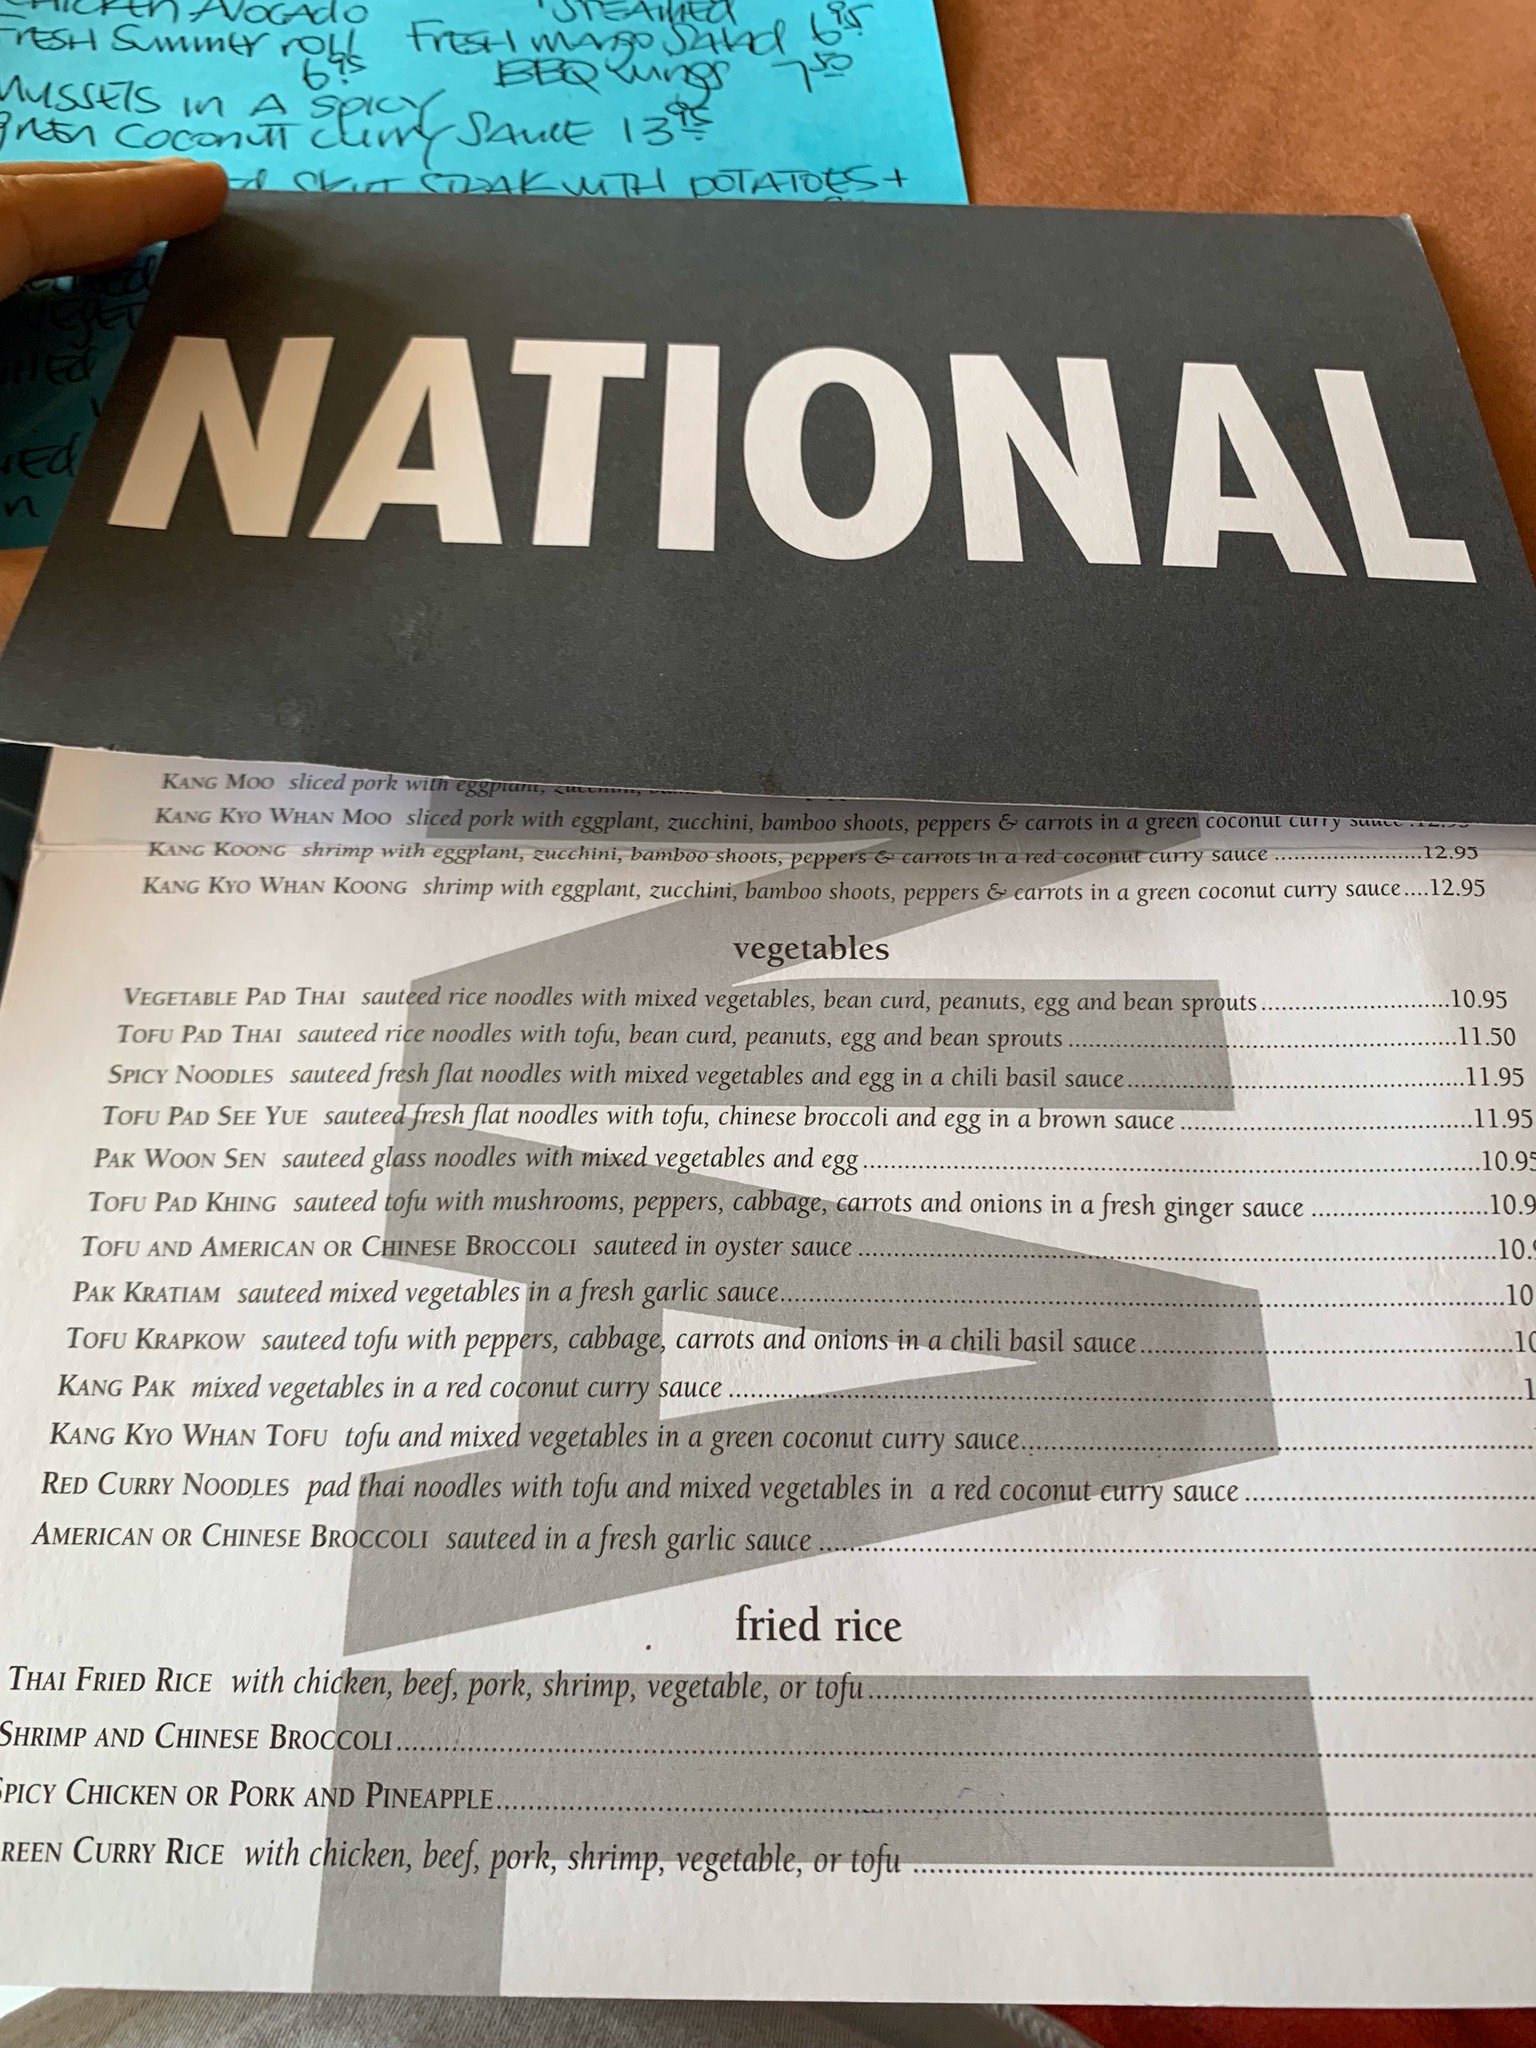 CHICKEN AVOGADO STEAMED
FRESH Summer roll FRESH mango Salad 6.95
6.95 BBQ wings 7.50
MUSSELS in A SPICY
green COCONUTT CURRY SAUCE 13.95
STEAK WITH POTATOES +
NATIONAL
KANG MOO sliced pork with eggplant,
KANG KYO WHAN MOO sliced pork with eggplant, zucchini, bamboo shoots, peppers & carrots in a green coconut curry sauce .12.95
KANG KOONG shrimp with eggplant, zucchini, bamboo shoots, peppers & carrots in a red coconut curry sauce ........................12.95
KANG KYO WHAN KOONG shrimp with eggplant, zucchini, bamboo shoots, peppers & carrots in a green coconut curry sauce....12.95
vegetables
VEGETABLE PAD THAI sauteed rice noodles with mixed vegetables, bean curd, peanuts, egg and bean sprouts............................10.95
TOFU PAD THAI sauteed rice noodles with tofu, bean curd, peanuts, egg and bean sprouts ............................11.50
SPICY NOODLES sauteed fresh flat noodles with mixed vegetables and egg in a chili basil sauce............................11.95
TOFU PAD SEE YUE sauteed fresh flat noodles with tofu, chinese broccoli and egg in a brown sauce ............................11.95
PAK WOON SEN sauteed glass noodles with mixed vegetables and egg............................10.95
TOFU PAD KHING sauteed tofu with mushrooms, peppers, cabbage, carrots and onions in a fresh ginger sauce ............................10.9
TOFU AND AMERICAN OR CHINESE BROCCOLI sauteed in oyster sauce ............................10.9
PAK KRATIAM sauteed mixed vegetables in a fresh garlic sauce............................10
TOFU KRAPKOW sauteed tofu with peppers, cabbage, carrots and onions in a chili basil sauce............................10
KANG PAK mixed vegetables in a red coconut curry sauce ............................1
KANG KYO WHAN TOFU tofu and mixed vegetables in a green coconut curry sauce............................
RED CURRY NOODLES pad thai noodles with tofu and mixed vegetables in a red coconut curry sauce ............................
AMERICAN OR CHINESE BROCCOLI sauteed in a fresh garlic sauce ............................
fried rice
THAI FRIED RICE with chicken, beef, pork, shrimp, vegetable, or tofu............................
SHRIMP AND CHINESE BROCCOLI............................
SPICY CHICKEN OR PORK AND PINEAPPLE............................
REEN CURRY RICE with chicken, beef, pork, shrimp, vegetable, or tofu ............................